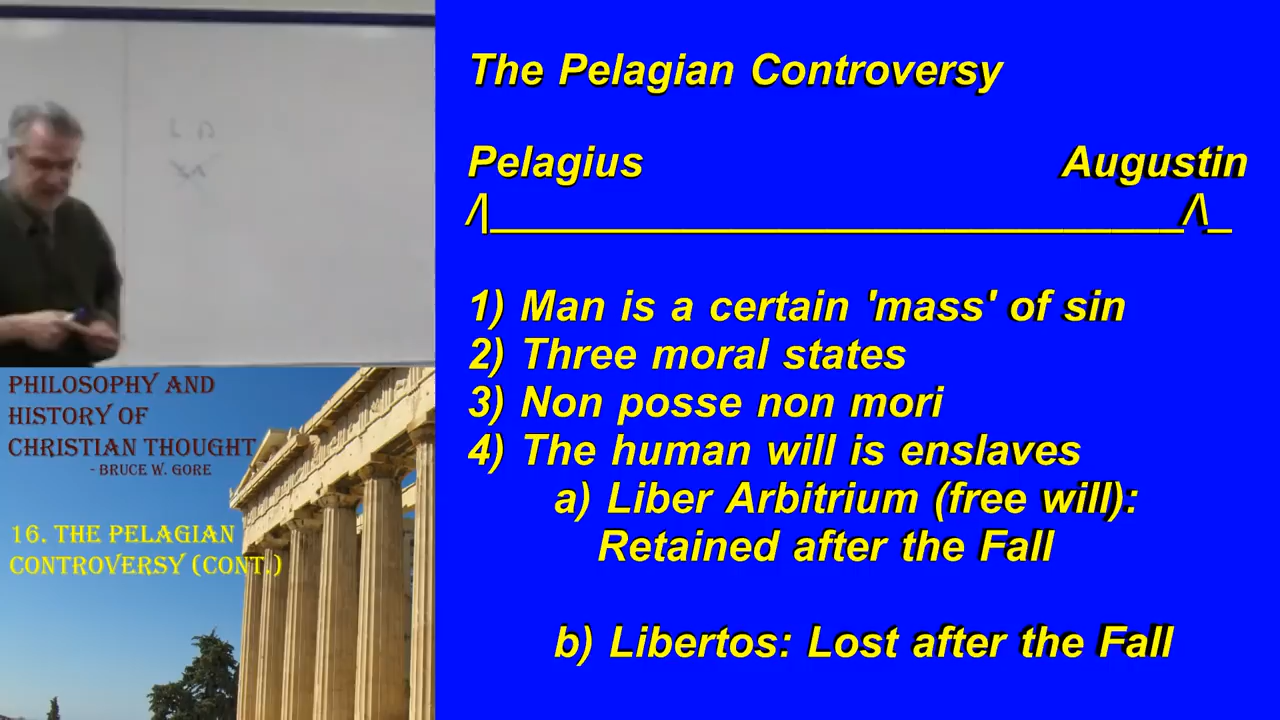 The Pelagian Controversy
Pelagius Augustin
/|______________________________/\_
1) Man is a certain 'mass' of sin
2) Three moral states
3) Non posse non mori
4) The human will is enslaves
a) Liber Arbitrium (free will):
Retained after the Fall
b) Libertos: Lost after the Fall
PHILOSOPHY AND
HISTORY OF
CHRISTIAN THOUGHT
- BRUCE W. GORE
16. THE PELAGIAN
CONTROVERSY (CONT.)